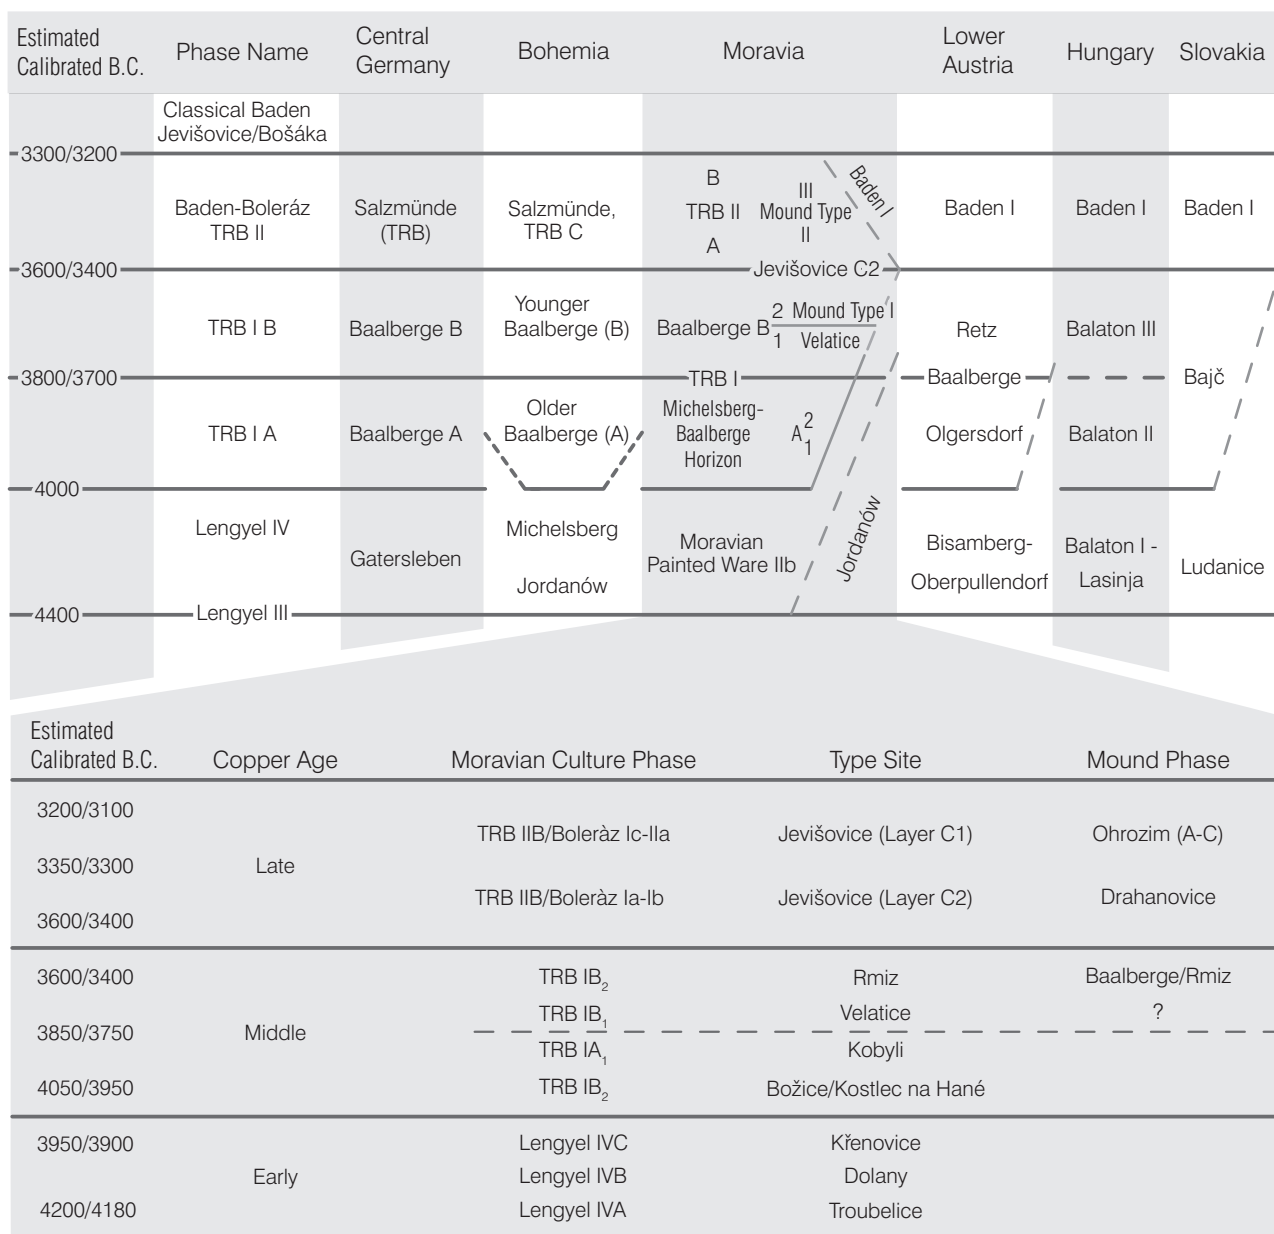 Estimated
Calibrated B.C.
Phase Name
Central
Germany
Bohemia
Moravia
Lower
Austria
Hungary
Slovakia
Classical Baden
Jevišovice/Bošáka
3300/3200
Baden-Boleráz
TRB II
Salzmünde
(TRB)
Salzmünde,
TRB C
B
TRB II
A
III
Mound Type
II
Baden I
Baden I
Baden I
Baden I
3600/3400
Jevišovice C2
TRB I B
Baalberge B
Younger
Baalberge (B)
Baalberge B
2 Mound Type I
1 Velatice
Retz
Balaton III
3800/3700
TRB I
Baalberge
Bajč
TRB I A
Baalberge A
Older
Baalberge (A)
Michelsberg-
Baalberge
Horizon
A 2
1
Olgersdorf
Balaton II
4000
Lengyel IV
Gatersleben
Michelsberg
Jordanów
Moravian
Painted Ware IIb
Jordanów
Bisamberg-
Oberpullendorf
Balaton I -
Lasinja
Ludanice
4400
Lengyel III
Estimated
Calibrated B.C.
Copper Age
Moravian Culture Phase
Type Site
Mound Phase
3200/3100
TRB IIB/Boleràz Ic-IIa
Jevišovice (Layer C1)
Ohrozim (A-C)
3350/3300
Late
TRB IIB/Boleràz Ia-Ib
Jevišovice (Layer C2)
Drahanovice
3600/3400
3600/3400
TRB IB2
Rmiz
Baalberge/Rmiz
TRB IB1
Velatice
?
3850/3750
Middle
TRB IA1
Kobyli
4050/3950
TRB IB2
Božice/Kostlec na Hané
3950/3900
Lengyel IVC
Křenovice
Early
Lengyel IVB
Dolany
4200/4180
Lengyel IVA
Troubelice